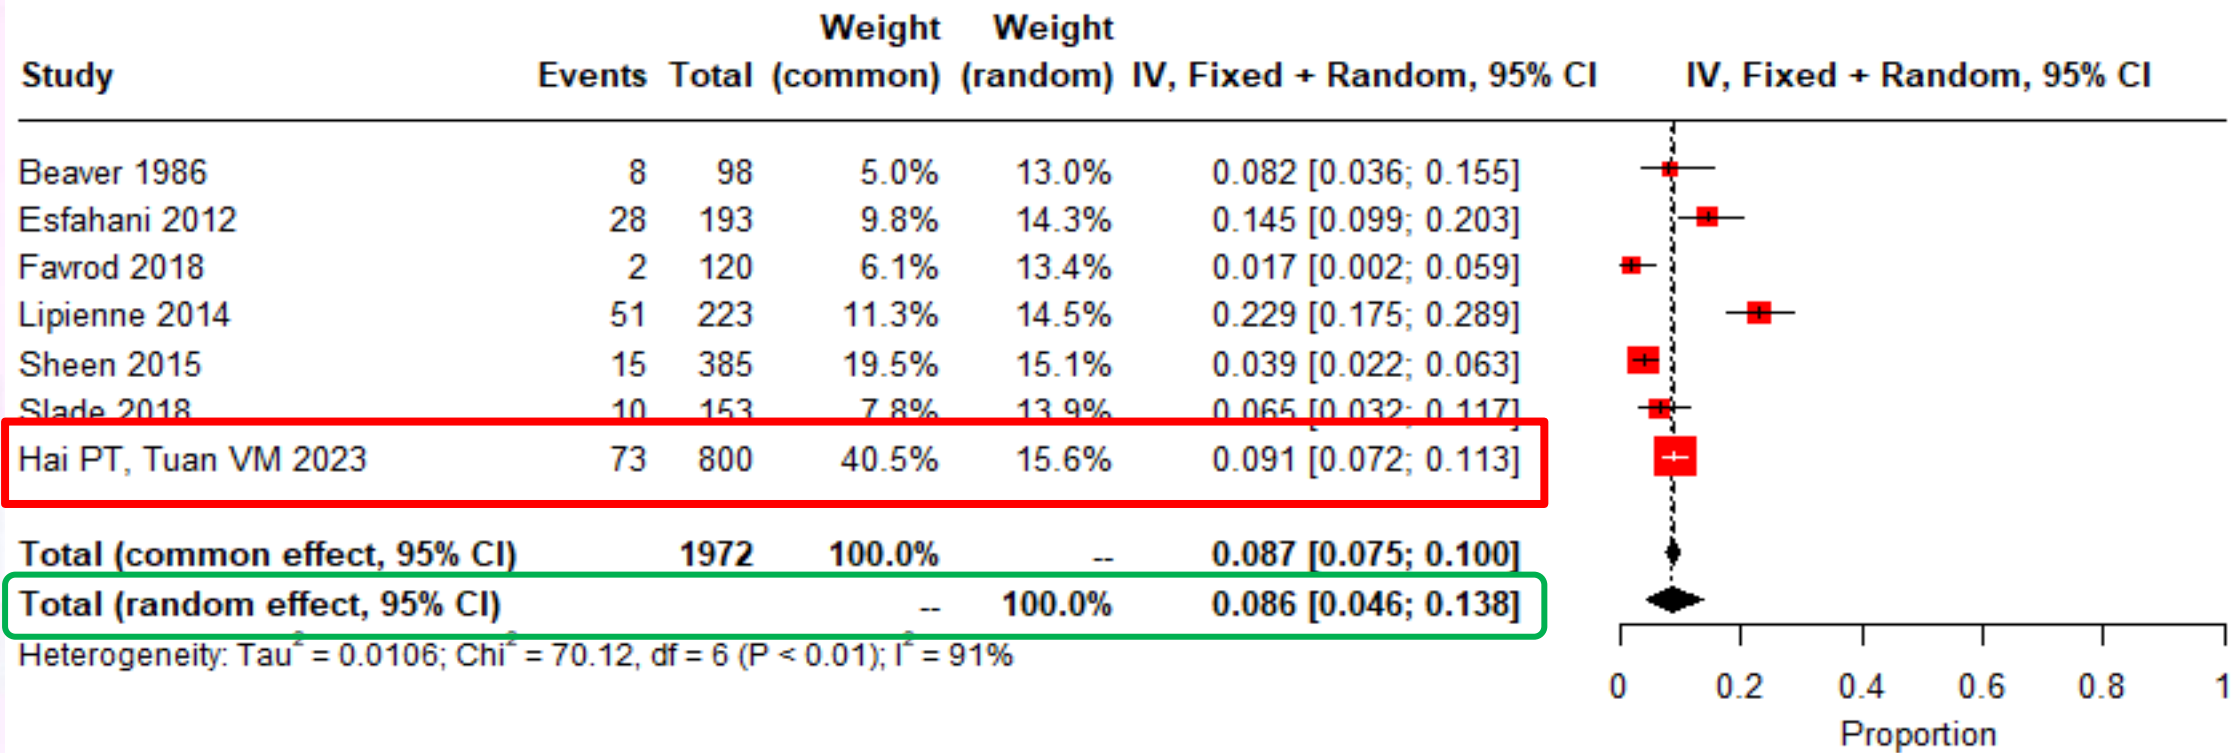 Weight Weight
Study Events Total (common) (random) IV, Fixed + Random, 95% CI IV, Fixed + Random, 95% CI
Beaver 1986 8 98 5.0% 13.0% 0.082 [0.036; 0.155]
Esfahani 2012 28 193 9.8% 14.3% 0.145 [0.099; 0.203]
Favrod 2018 2 120 6.1% 13.4% 0.017 [0.002; 0.059]
Lipienne 2014 51 223 11.3% 14.5% 0.229 [0.175; 0.289]
Sheen 2015 15 385 19.5% 15.1% 0.039 [0.022; 0.063]
Slade 2018 10 153 7.8% 13.9% 0.065 [0.032; 0.117]
Hai PT, Tuan VM 2023 73 800 40.5% 15.6% 0.091 [0.072; 0.113]
Total (common effect, 95% CI) 1972 100.0% -- 0.087 [0.075; 0.100]
Total (random effect, 95% CI) -- 100.0% 0.086 [0.046; 0.138]
Heterogeneity: Tau² = 0.0106; Chi² = 70.12, df = 6 (P < 0.01); I² = 91%
0 0.2 0.4 0.6 0.8 1
Proportion